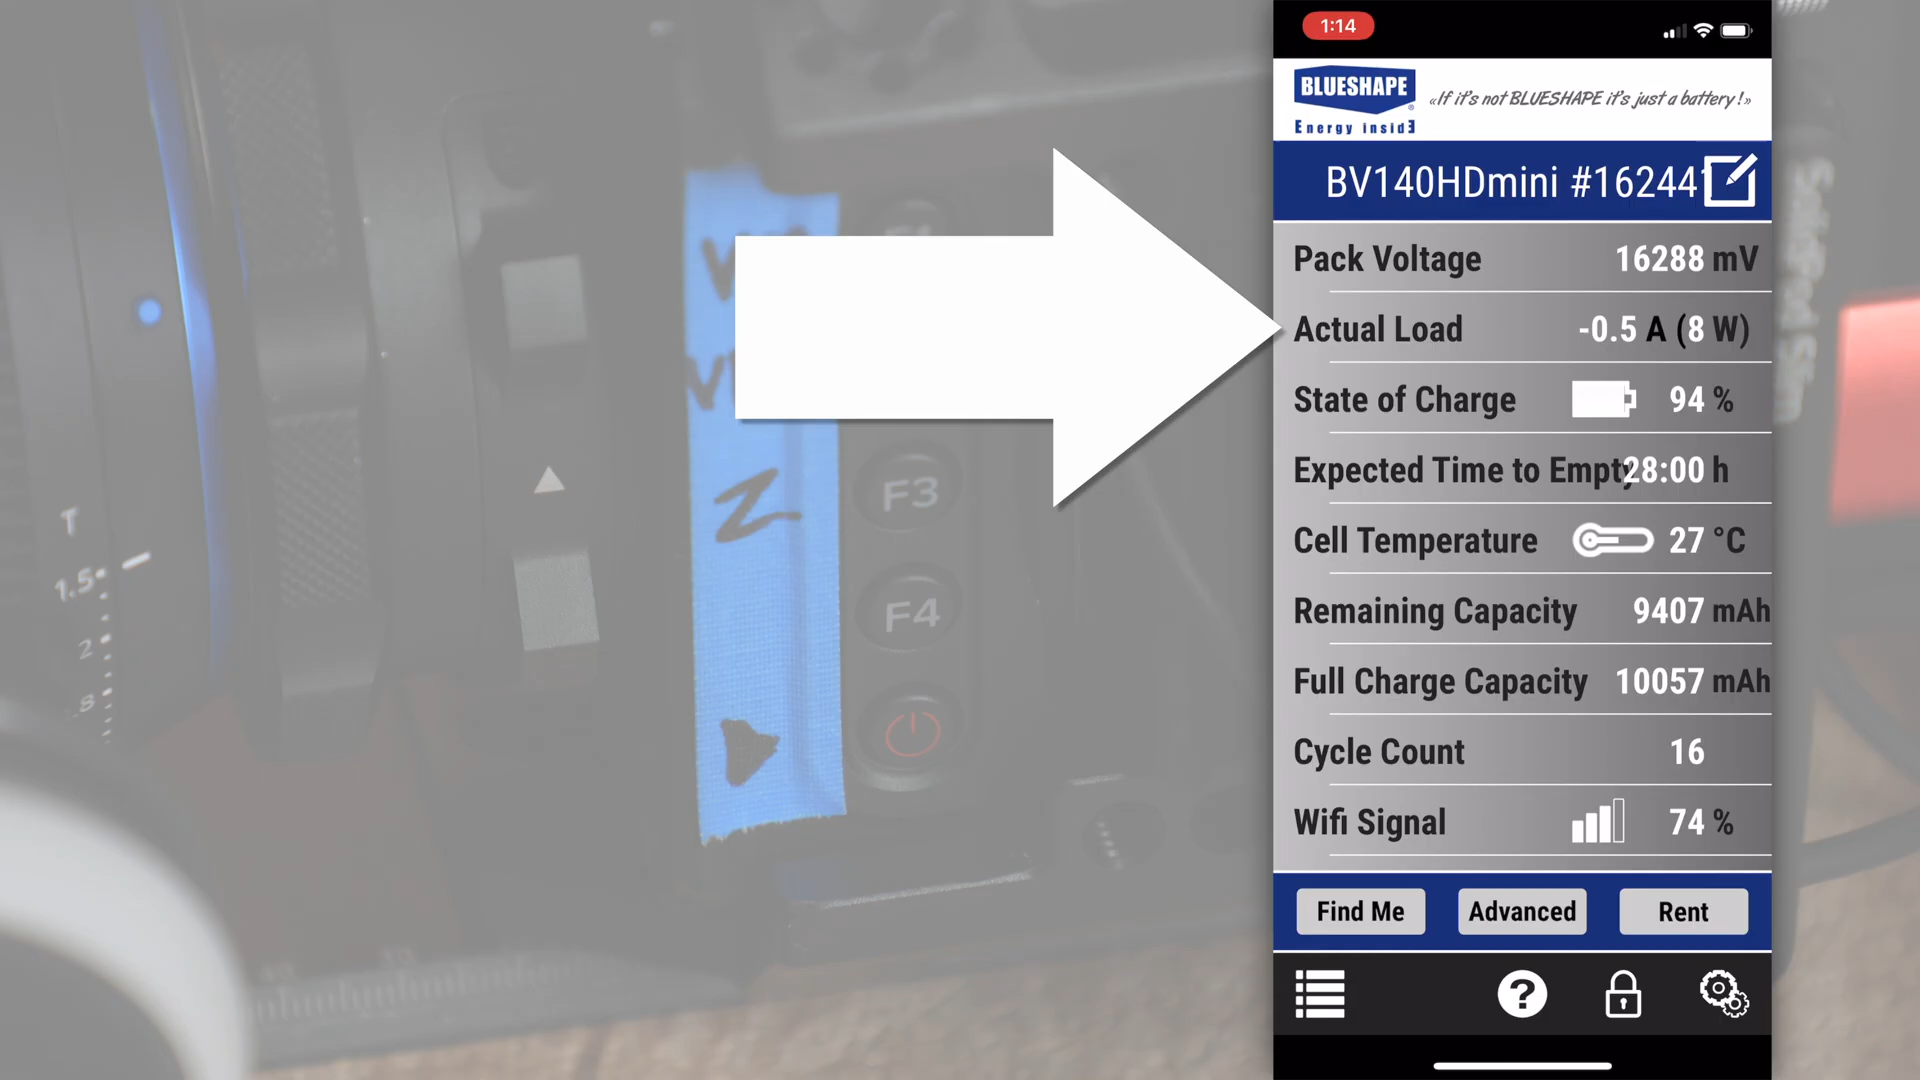 1:14
BLUESHAPE
Energy insidƎ
«If it's not BLUESHAPE it's just a battery!»
BV140HDmini #16244
Pack Voltage 16288 mV
Actual Load -0.5 A (8 W)
State of Charge 94 %
Expected Time to Empty 28:00 h
Cell Temperature 27 °C
Remaining Capacity 9407 mAh
Full Charge Capacity 10057 mAh
Cycle Count 16
Wifi Signal 74 %
Find Me Advanced Rent
?
T
1.5
2
Z
F3
F4